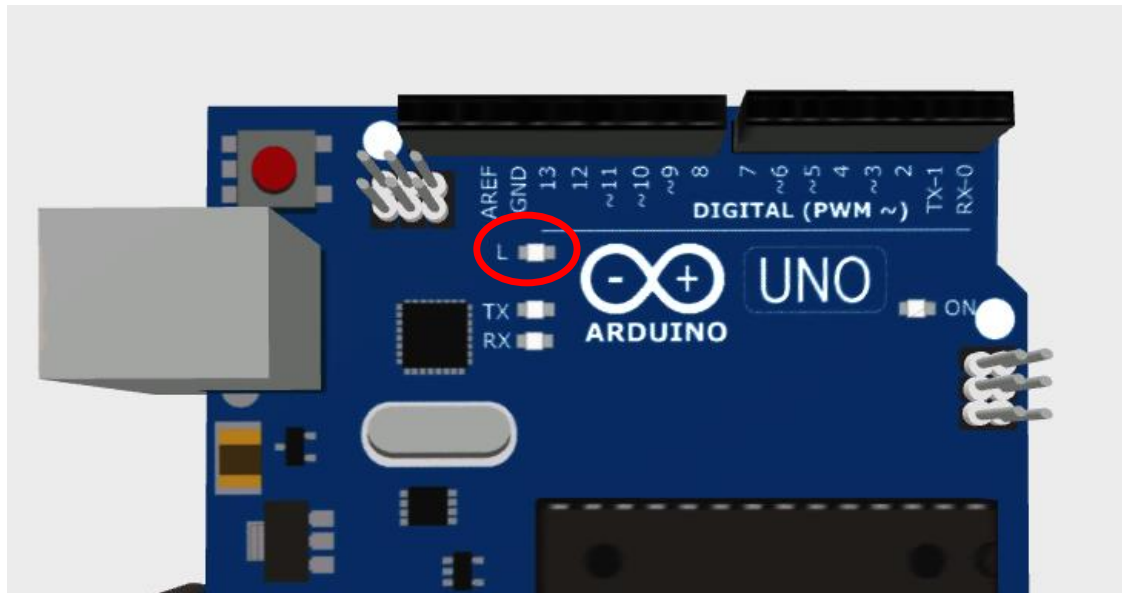 AREF
GND
13
12
~11
~10
~9
8
7
~6
~5
4
~3
2
TX-1
RX-0
DIGITAL (PWM ~)
L
- +
UNO
TX
RX
ARDUINO
ON